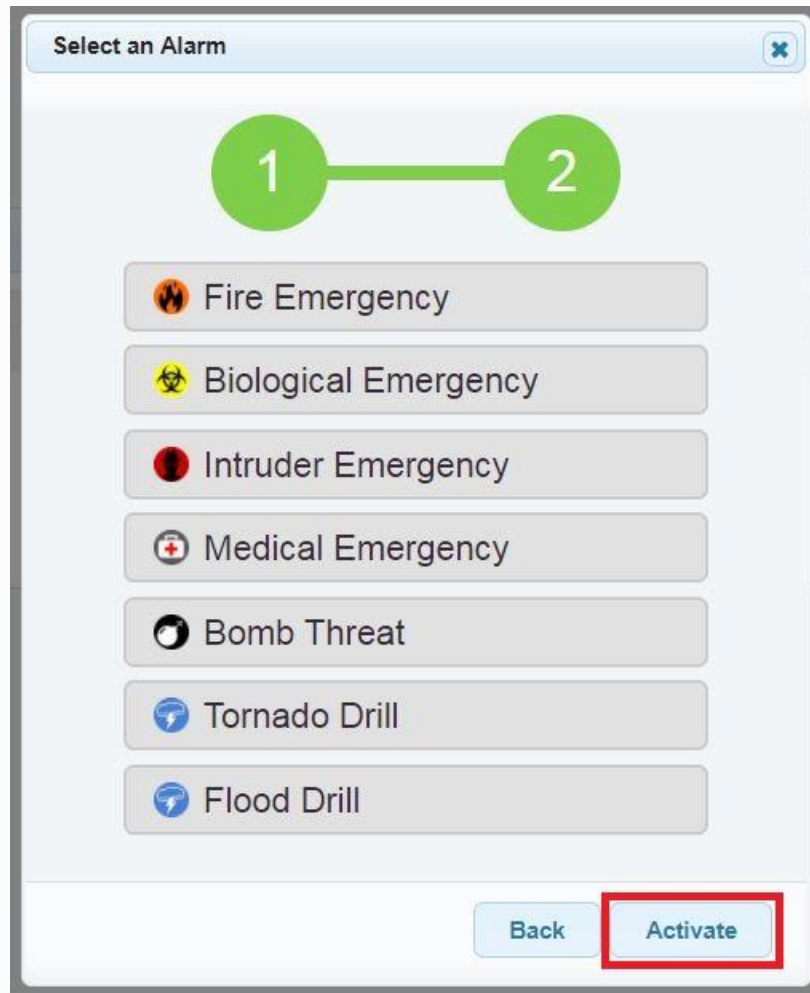 Select an Alarm
1 2
Fire Emergency
Biological Emergency
Intruder Emergency
Medical Emergency
Bomb Threat
Tornado Drill
Flood Drill
Back Activate